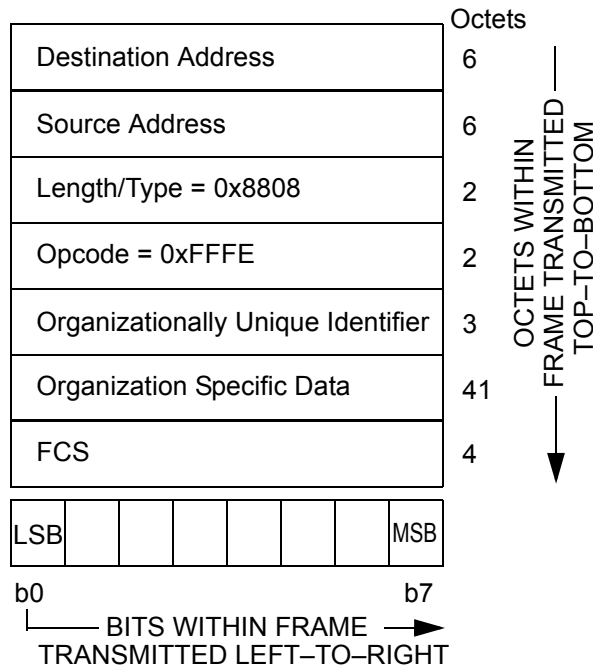 Octets
Destination Address 6
Source Address 6
Length/Type = 0x8808 2
Opcode = 0xFFFE 2
Organizationally Unique Identifier 3
Organization Specific Data 41
FCS 4
OCTETS WITHIN
FRAME TRANSMITTED
TOP–TO–BOTTOM
LSB MSB
b0 b7
BITS WITHIN FRAME
TRANSMITTED LEFT–TO–RIGHT